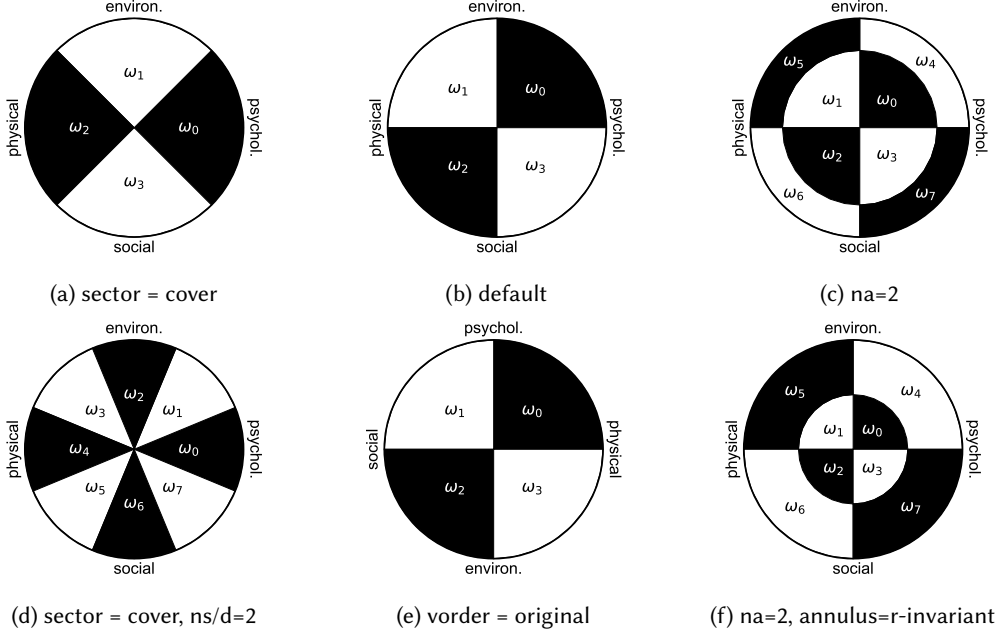 environ.
physical
ω1
ω2
ω0
ω3
psychol.
social
(a) sector = cover
environ.
physical
ω1
ω0
ω2
ω3
psychol.
social
(b) default
environ.
physical
ω5
ω4
ω1
ω0
ω2
ω3
ω6
ω7
psychol.
social
(c) na=2
environ.
physical
ω2
ω3
ω1
ω4
ω0
ω5
ω7
ω6
psychol.
social
(d) sector = cover, ns/d=2
psychol.
social
ω1
ω0
ω2
ω3
physical
environ.
(e) vorder = original
environ.
physical
ω5
ω4
ω1
ω0
ω2
ω3
ω6
ω7
psychol.
social
(f) na=2, annulus=r-invariant